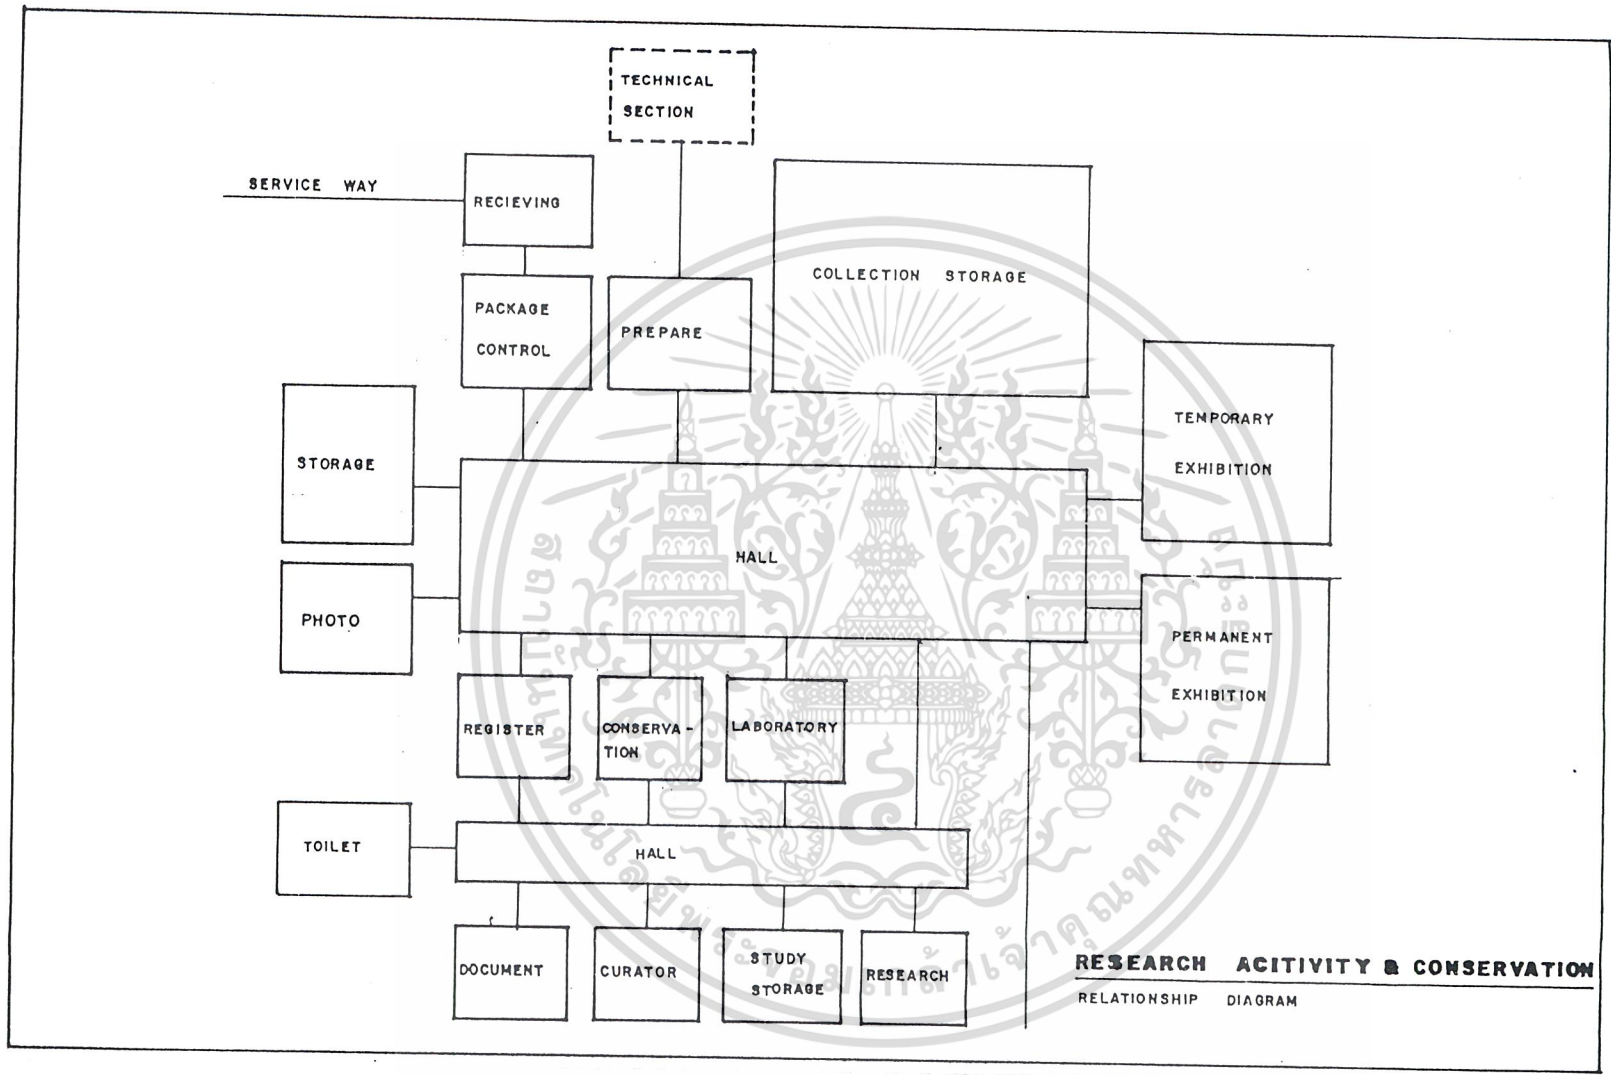 TECHNICAL
SECTION
SERVICE WAY
RECIEVING
PACKAGE
CONTROL
PREPARE
COLLECTION STORAGE
TEMPORARY
EXHIBITION
STORAGE
HALL
PHOTO
PERMANENT
EXHIBITION
REGISTER
CONSERVA -
TION
LABORATORY
TOILET
HALL
DOCUMENT
CURATOR
STUDY
STORAGE
RESEARCH
RESEARCH ACITIVITY & CONSERVATION
RELATIONSHIP DIAGRAM